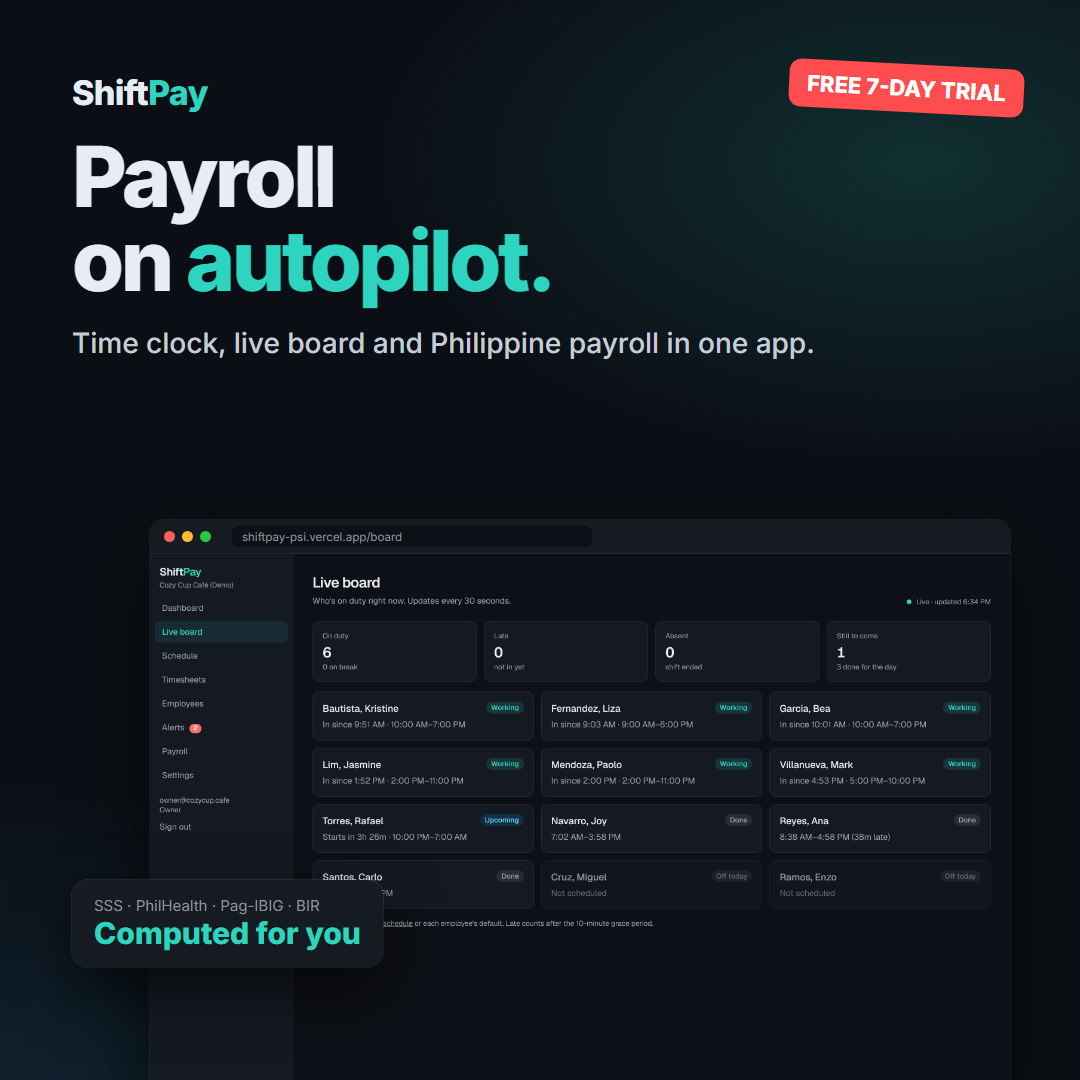 ShiftPay
FREE 7-DAY TRIAL
Payroll
on autopilot.
Time clock, live board and Philippine payroll in one app.
shiftpay-psi.vercel.app/board
ShiftPay
Cozy Cup Café (Demo)
Dashboard
Live board
Schedule
Timesheets
Employees
Alerts 2
Payroll
Settings
owner@cozycup.cafe
Owner
Sign out
Live board
Who's on duty right now. Updates every 30 seconds.
Live · updated 6:34 PM
On duty
6
0 on break
Late
0
not in yet
Absent
0
shift ended
Still to come
1
3 done for the day
Bautista, Kristine Working
In since 9:51 AM · 10:00 AM–7:00 PM
Fernandez, Liza Working
In since 9:03 AM · 9:00 AM–6:00 PM
Garcia, Bea Working
In since 10:01 AM · 10:00 AM–7:00 PM
Lim, Jasmine Working
In since 1:52 PM · 2:00 PM–11:00 PM
Mendoza, Paolo Working
In since 2:00 PM · 2:00 PM–11:00 PM
Villanueva, Mark Working
In since 4:53 PM · 5:00 PM–10:00 PM
Torres, Rafael Upcoming
Starts in 3h 26m · 10:00 PM–7:00 AM
Navarro, Joy Done
7:02 AM–3:58 PM
Reyes, Ana Done
8:38 AM–4:58 PM (38m late)
Santos, Carlo Done
PM
Cruz, Miguel Off today
Not scheduled
Ramos, Enzo Off today
Not scheduled
schedule or each employee's default. Late counts after the 10-minute grace period.
SSS · PhilHealth · Pag-IBIG · BIR
Computed for you